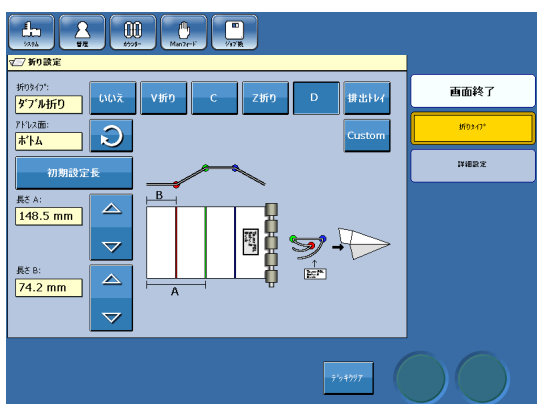 システム
管理
カウンター
Manフィード
ジョブ数
折り設定
画面終了
折りタイプ:
ダブル折り
いいえ
V折り
C
Z折り
D
排出トレイ
アドレス面:
ボトム
Custom
折りタイプ
初期設定長
詳細設定
長さ A:
148.5 mm
B
長さ B:
74.2 mm
A
デッキクリア